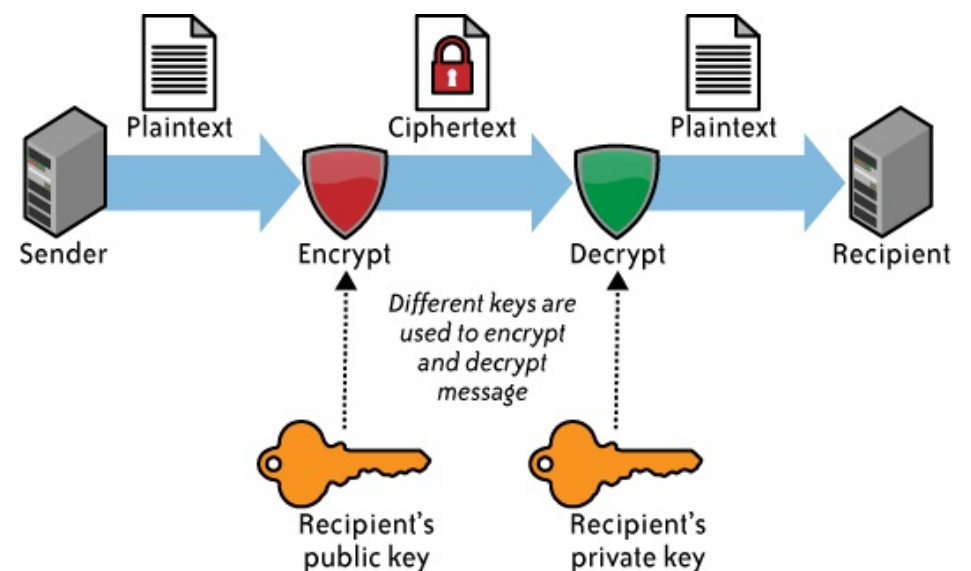 Plaintext
Ciphertext
Plaintext
Sender
Encrypt
Decrypt
Recipient
Different keys are
used to encrypt
and decrypt
message
Recipient's
public key
Recipient's
private key